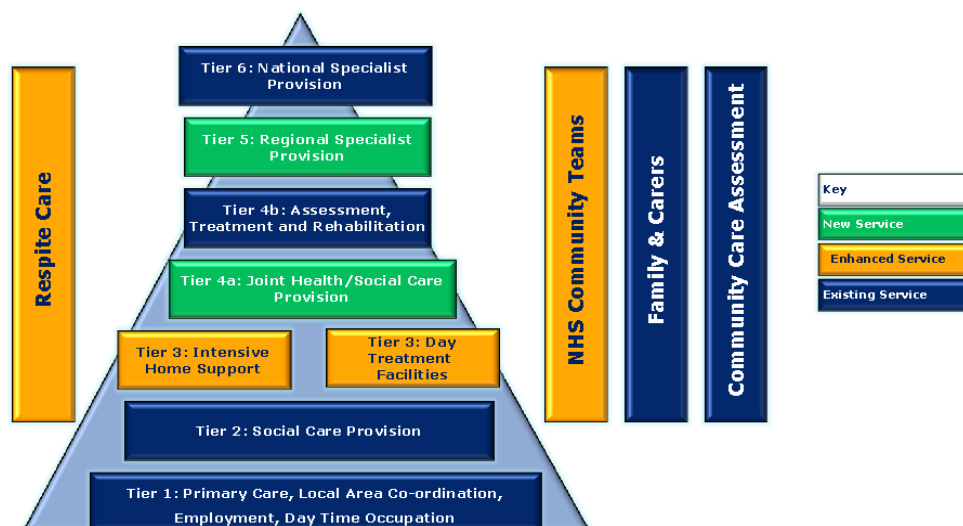 Respite Care
Tier 6: National Specialist
Provision
Tier 5: Regional Specialist
Provision
Tier 4b: Assessment,
Treatment and Rehabilitation
Tier 4a: Joint Health/Social Care
Provision
Tier 3: Intensive
Home Support
Tier 3: Day
Treatment
Facilities
Tier 2: Social Care Provision
Tier 1: Primary Care, Local Area Co-ordination,
Employment, Day Time Occupation
NHS Community Teams
Family & Carers
Community Care Assessment
Key
New Service
Enhanced Service
Existing Service